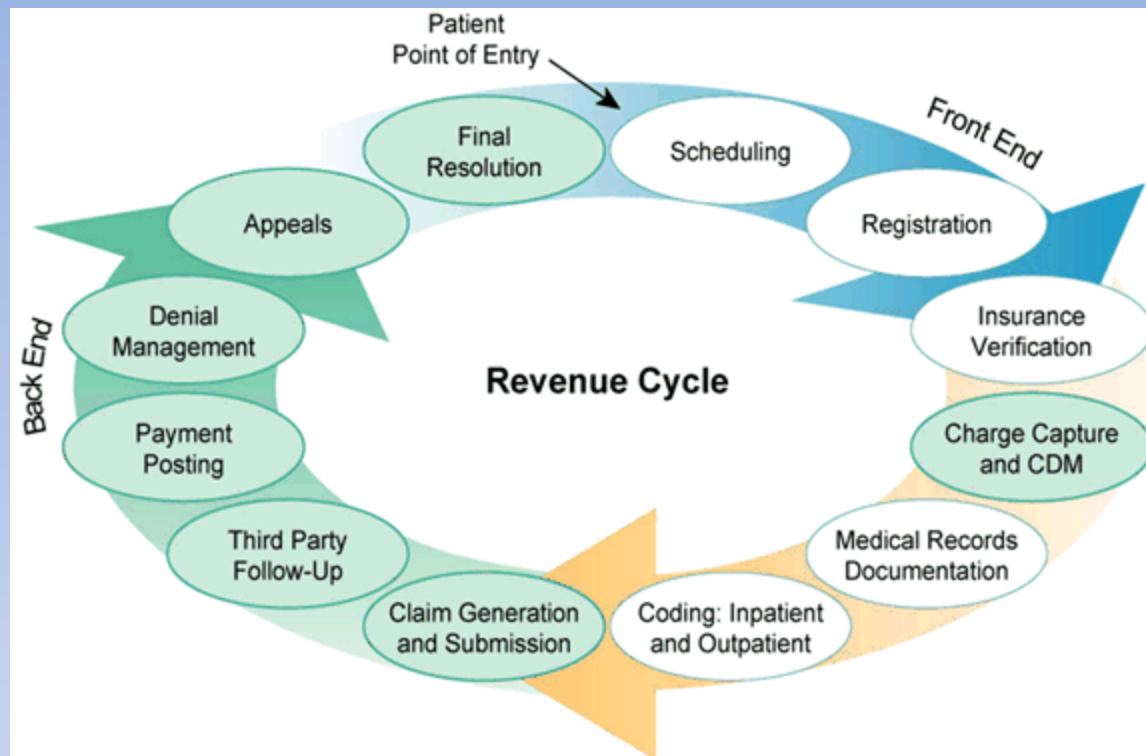 Patient
Point of Entry
Final
Resolution
Scheduling
Front End
Appeals
Registration
Denial
Management
Insurance
Verification
Back End
Revenue Cycle
Payment
Posting
Charge Capture
and CDM
Third Party
Follow-Up
Medical Records
Documentation
Claim Generation
and Submission
Coding: Inpatient
and Outpatient